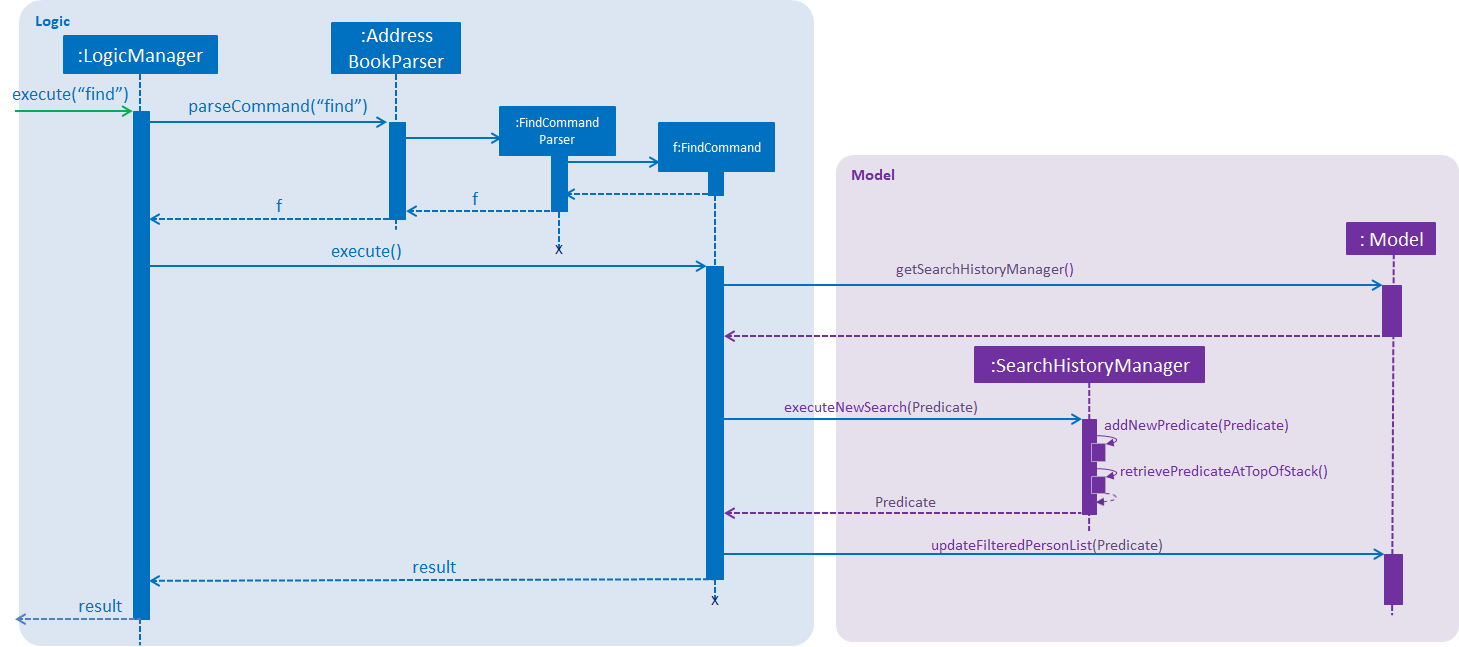 Logic
:LogicManager
:Address
BookParser
execute(“find”)
parseCommand(“find”)
:FindCommand
Parser
f:FindCommand
Model
f
f
: Model
execute()
X
getSearchHistoryManager()
:SearchHistoryManager
executeNewSearch(Predicate)
addNewPredicate(Predicate)
retrievePredicateAtTopOfStack()
Predicate
updateFilteredPersonList(Predicate)
result
X
result